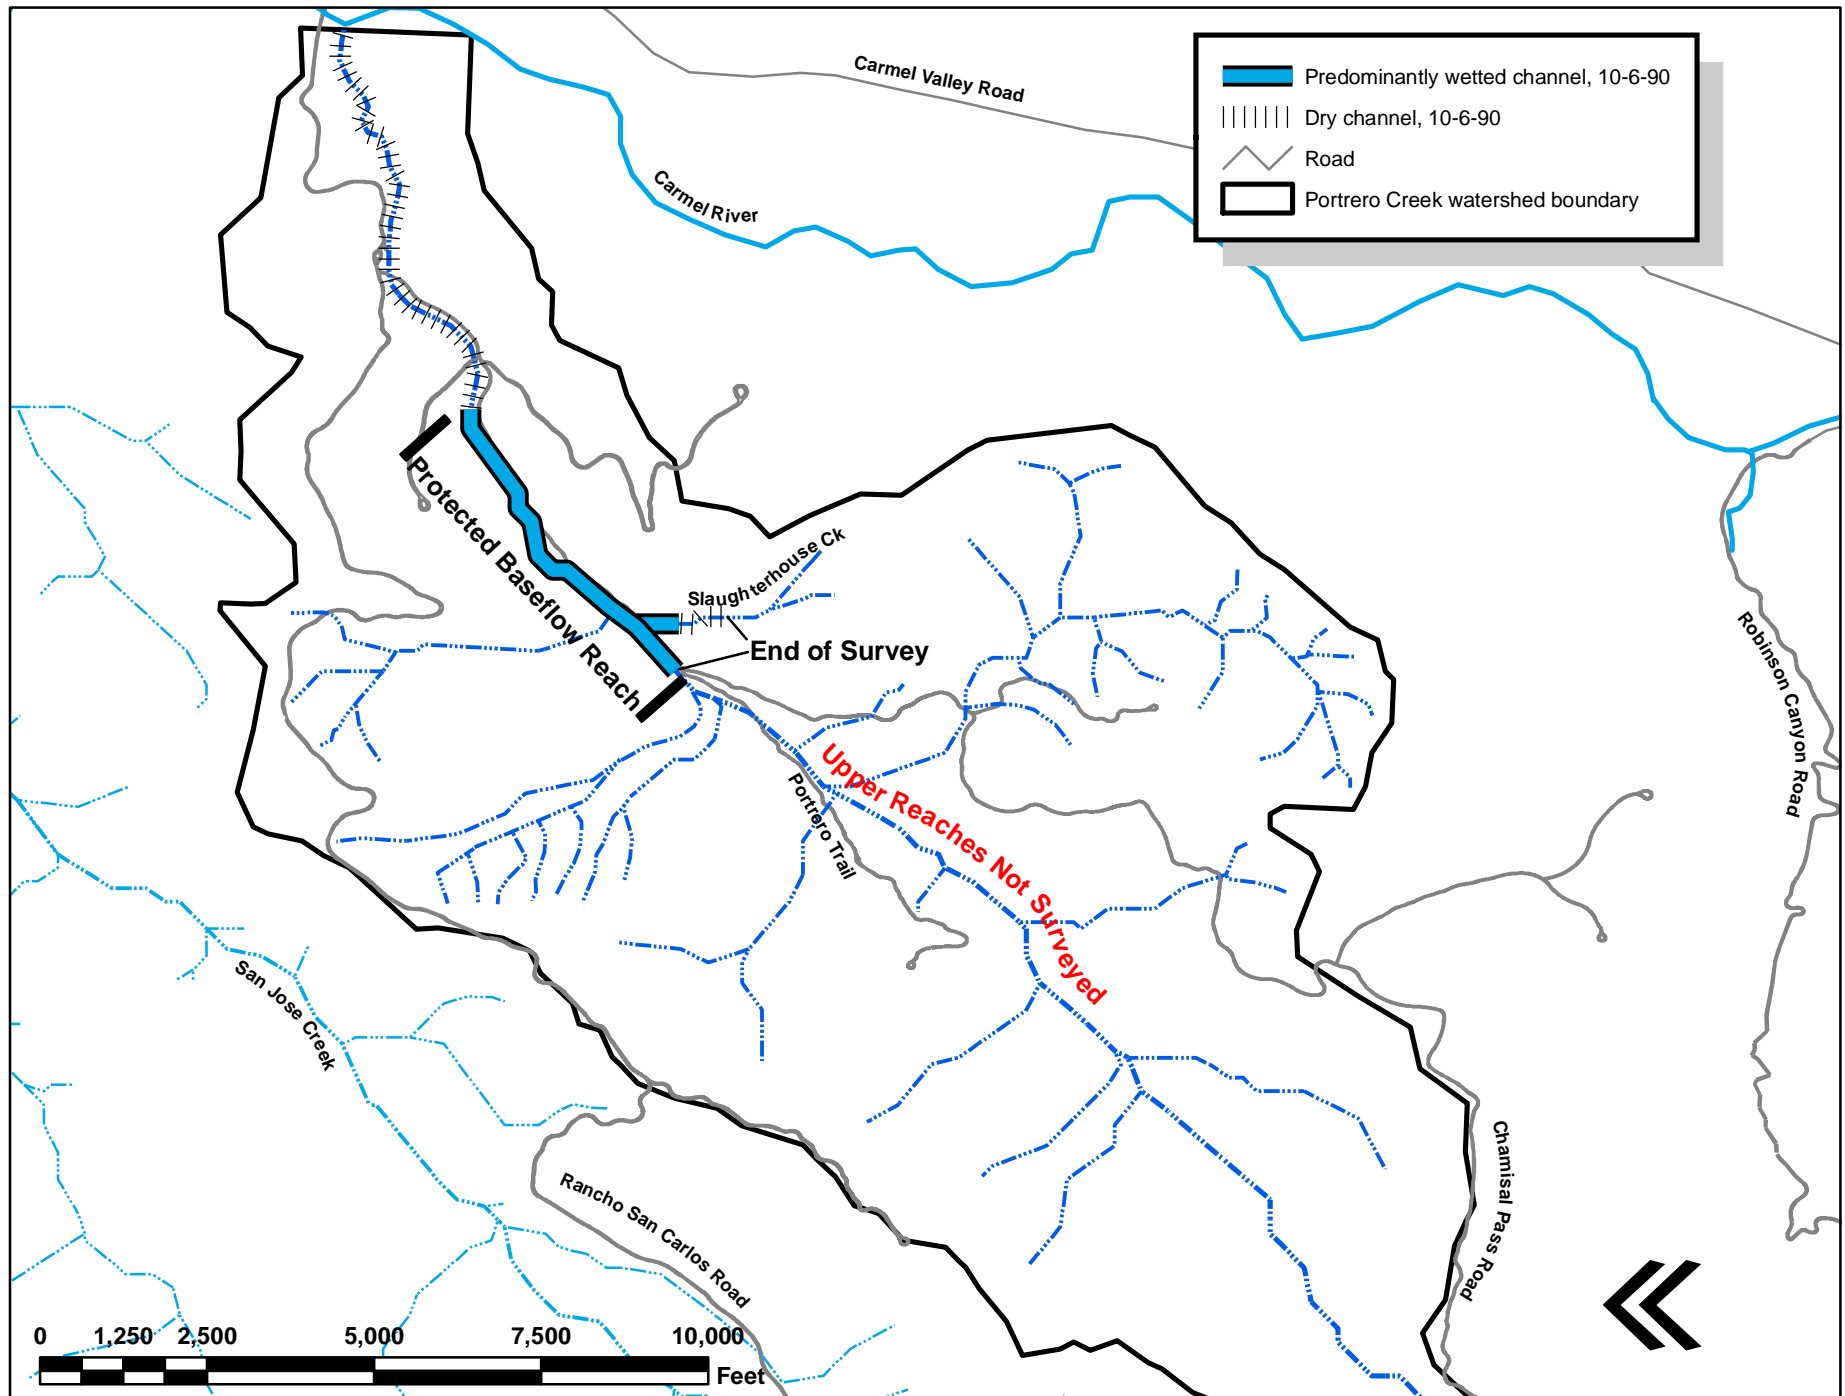 Carmel Valley Road
Predominantly wetted channel, 10-6-90
Dry channel, 10-6-90
Road
Portrero Creek watershed boundary
Carmel River
Protected Baseflow Reach
Slaughterhouse Ck
End of Survey
Robinson Canyon Road
Upper Reaches Not Surveyed
Portrero Trail
San Jose Creek
Chamisal Pass Road
Rancho San Carlos Road
0 1,250 2,500 5,000 7,500 10,000
Feet